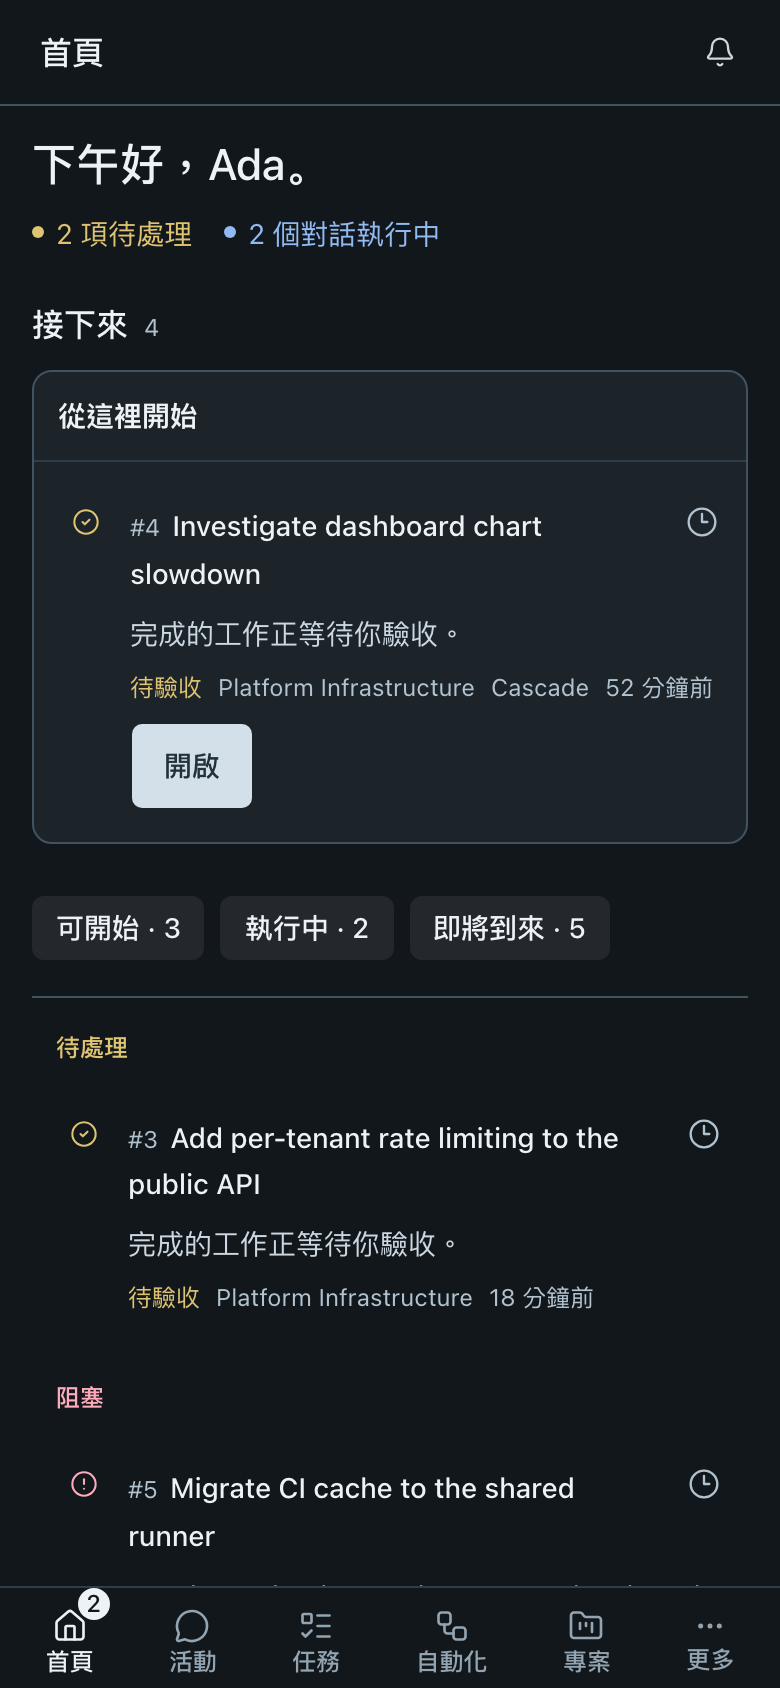 首頁
下午好，Ada。
2 項待處理 2 個對話執行中
接下來 4
從這裡開始
#4 Investigate dashboard chart
slowdown
完成的工作正等待你驗收。
待驗收 Platform Infrastructure Cascade 52 分鐘前
開啟
可開始 · 3 執行中 · 2 即將到來 · 5
待處理
#3 Add per-tenant rate limiting to the
public API
完成的工作正等待你驗收。
待驗收 Platform Infrastructure 18 分鐘前
阻塞
#5 Migrate CI cache to the shared
runner
2
首頁 活動 任務 自動化 專案 更多